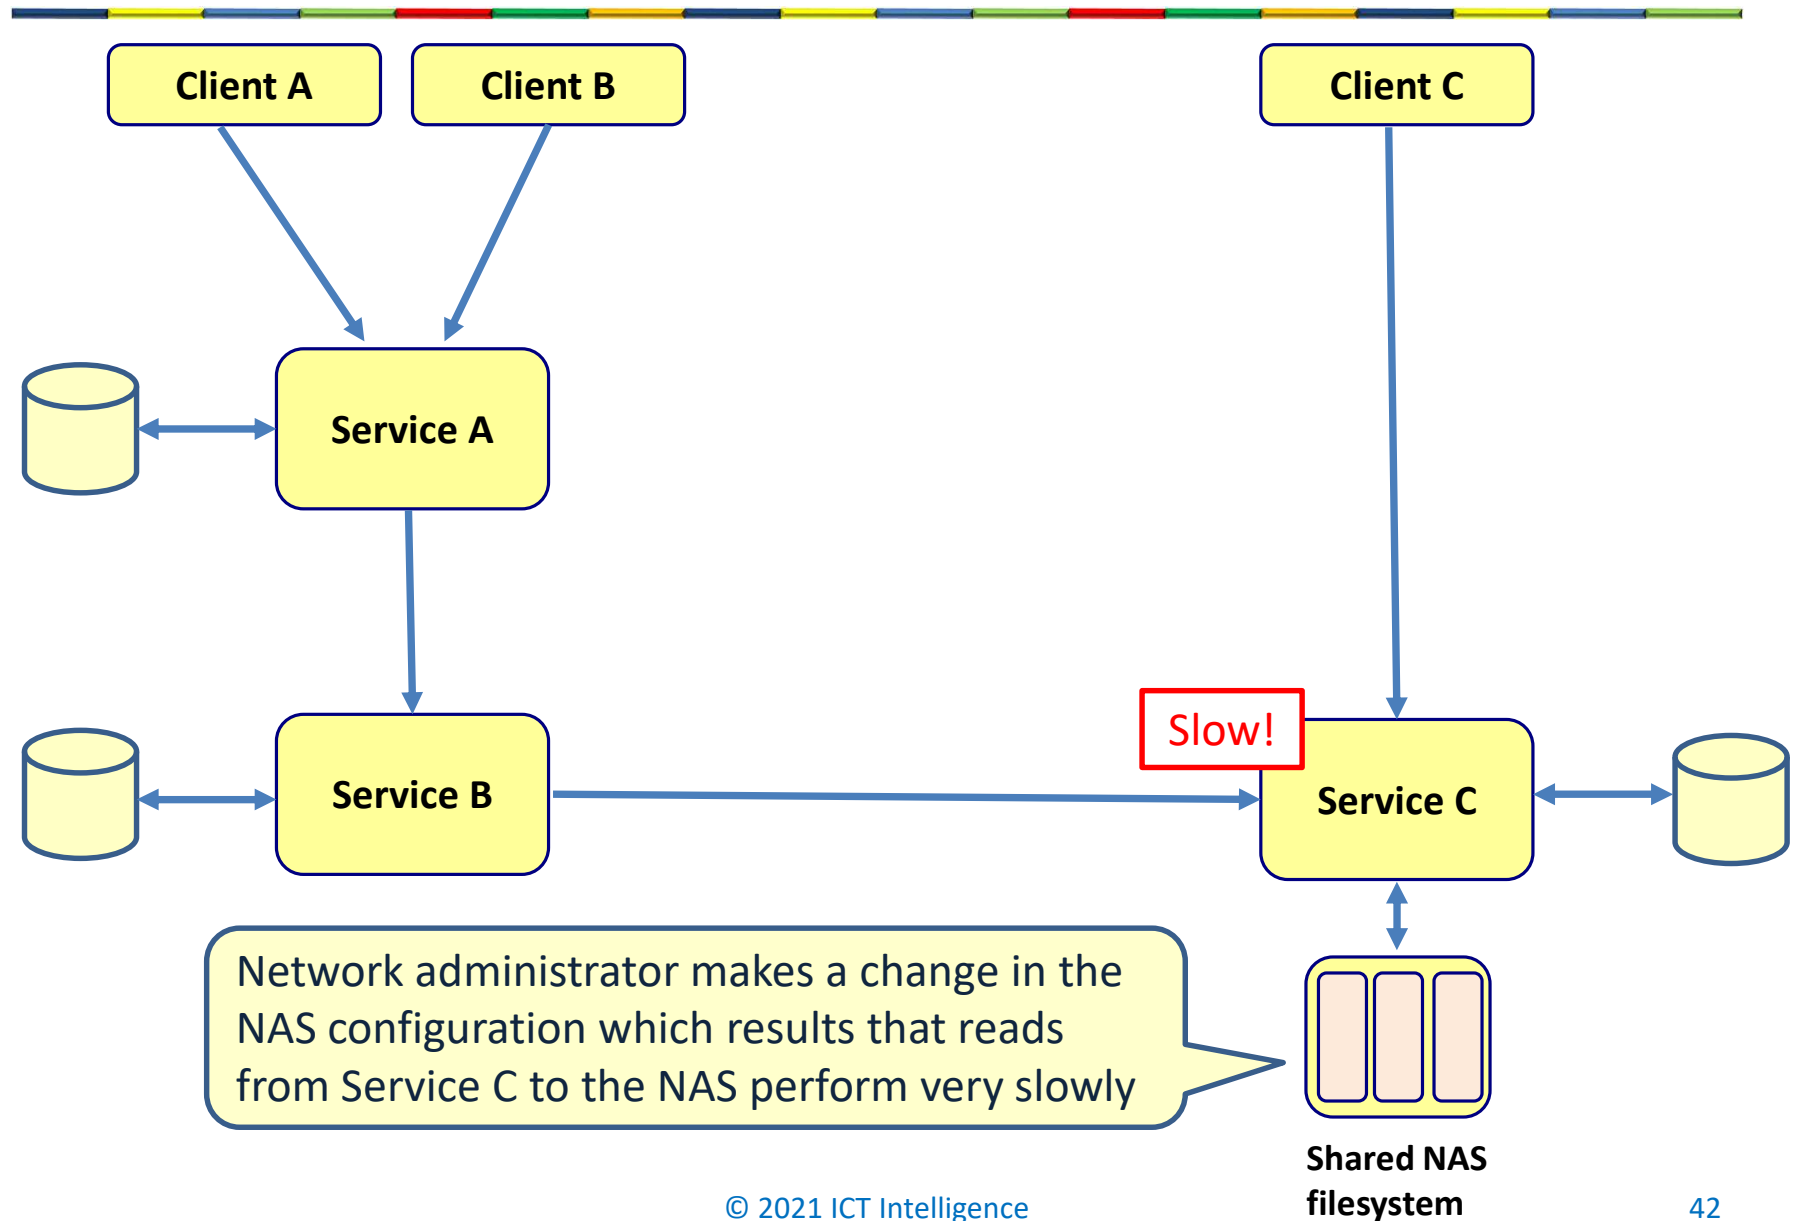 Client A
Client B
Client C
Service A
Slow!
Service B
Service C
Network administrator makes a change in the
NAS configuration which results that reads
from Service C to the NAS perform very slowly
Shared NAS
filesystem
© 2021 ICT Intelligence
42